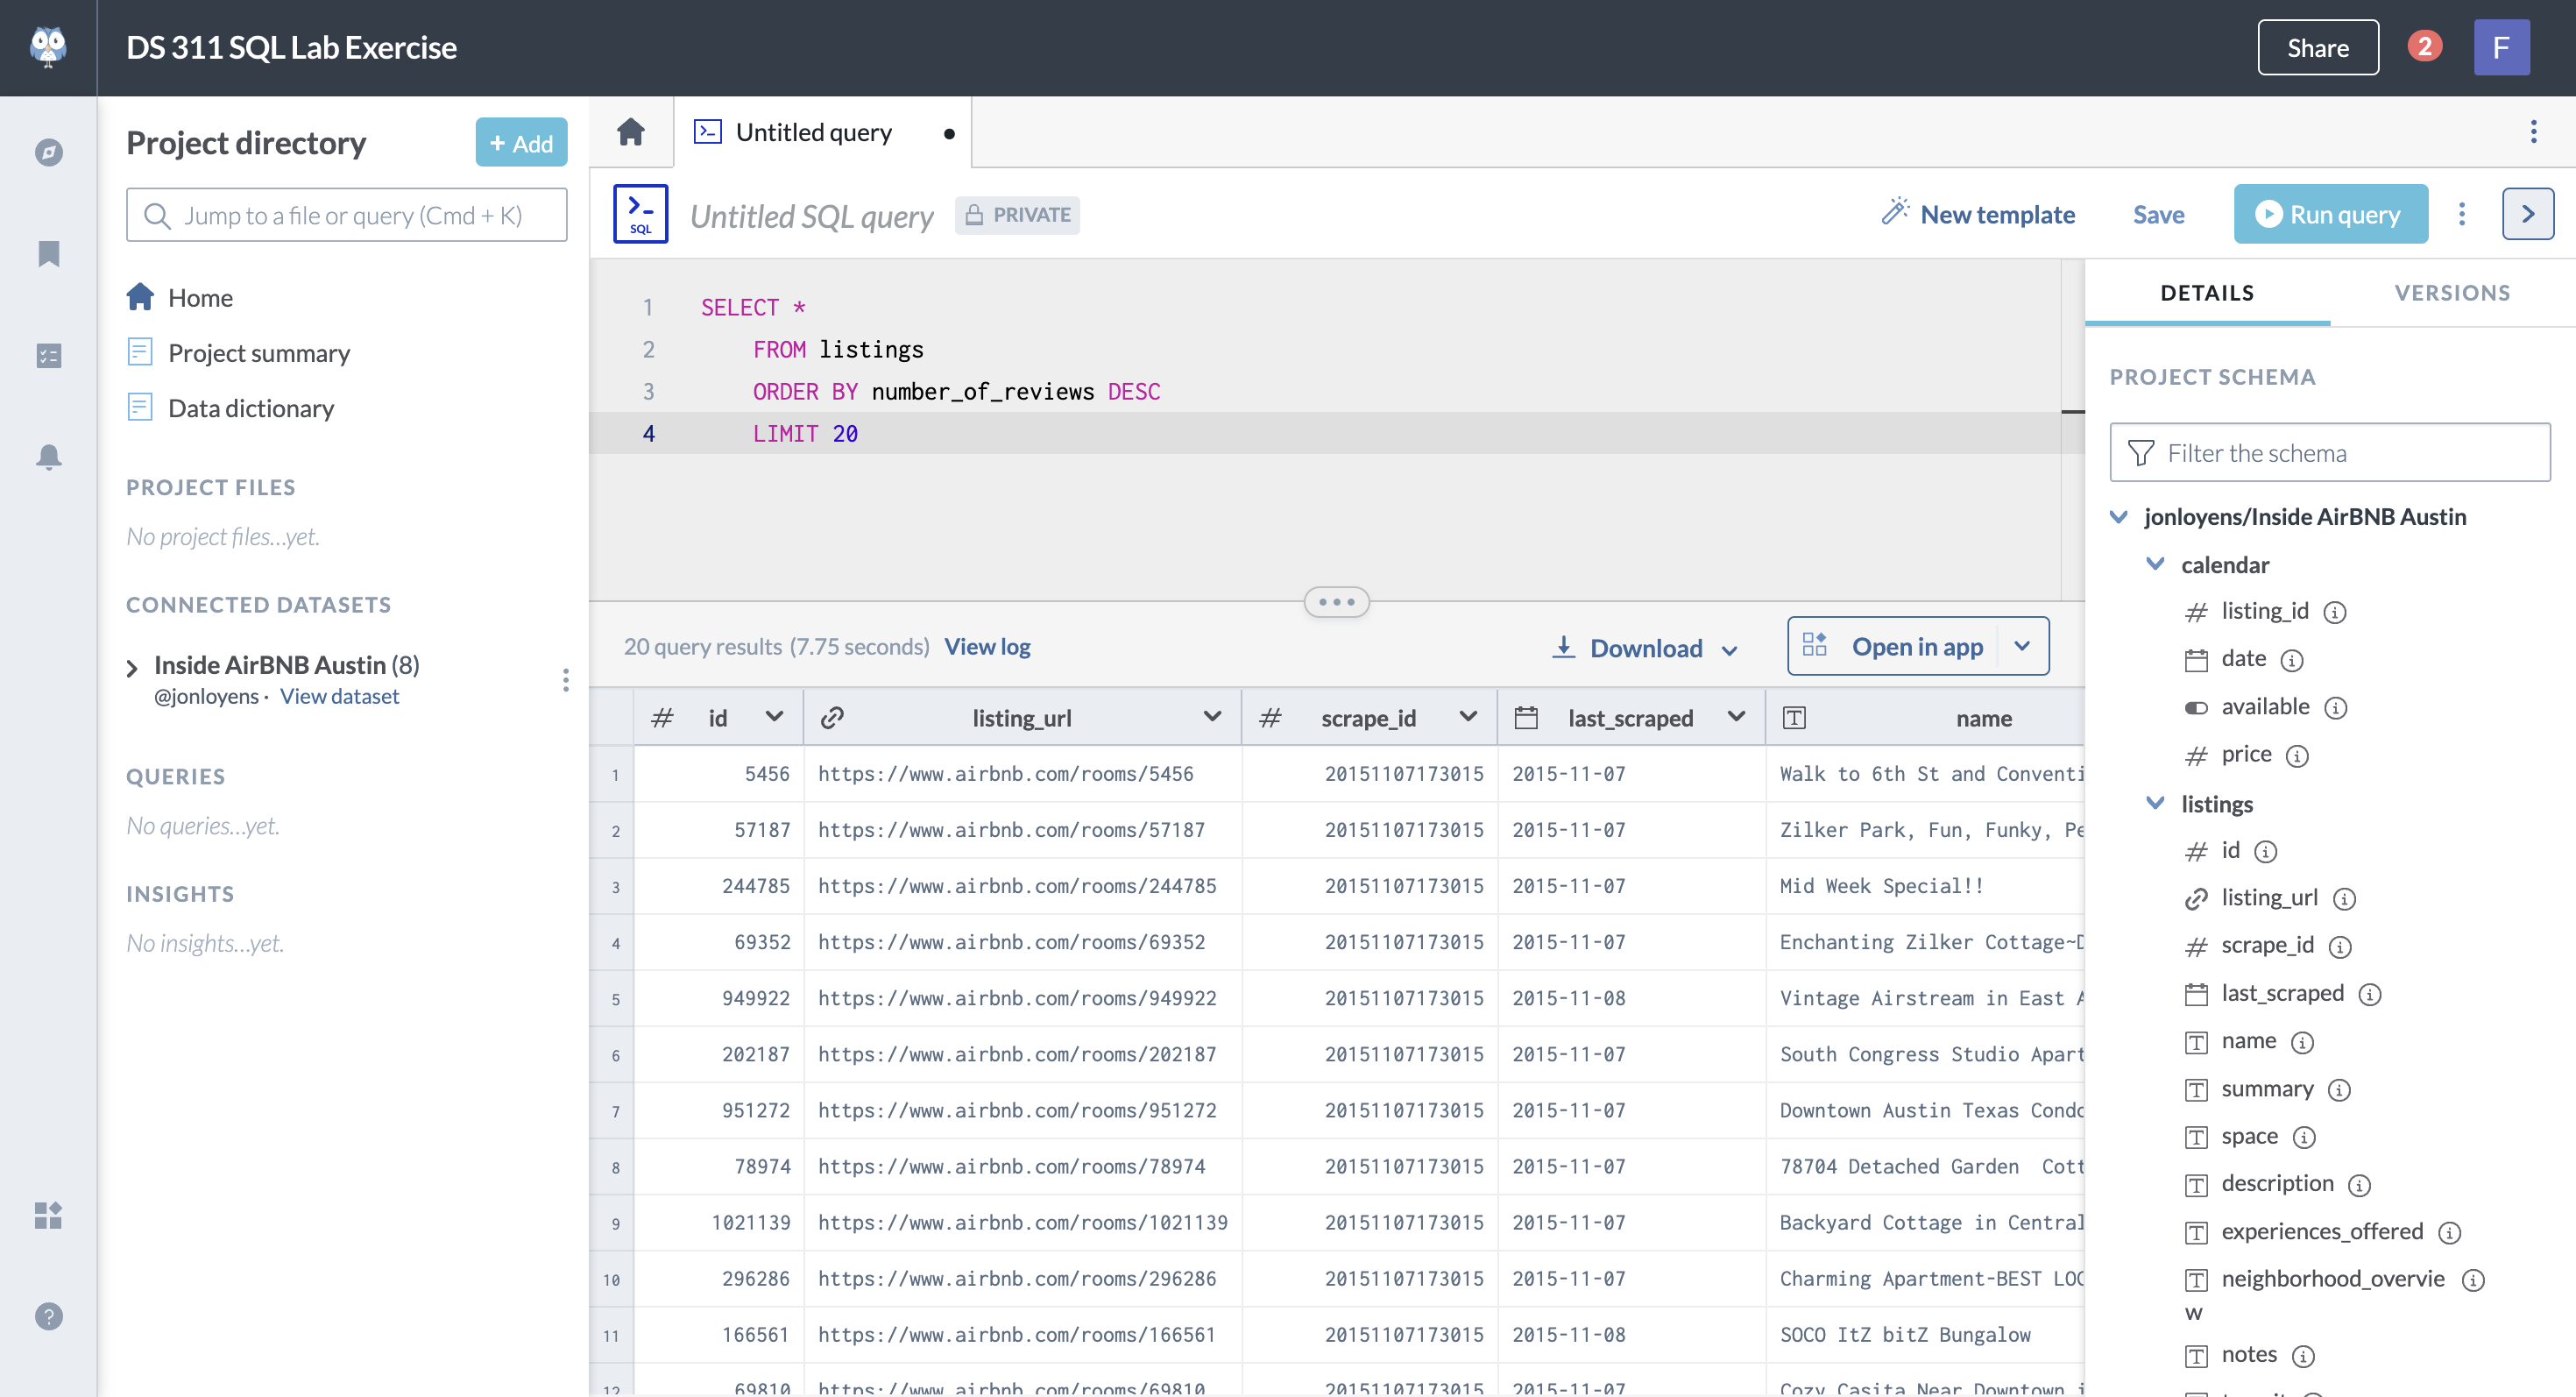 DS 311 SQL Lab Exercise
Share
2
F
Project directory
+ Add
Jump to a file or query (Cmd + K)
Home
Project summary
Data dictionary
PROJECT FILES
No project files...yet.
CONNECTED DATASETS
Inside AirBNB Austin (8)
@jonloyens · View dataset
QUERIES
No queries...yet.
INSIGHTS
No insights...yet.
Untitled query
SQL
Untitled SQL query
PRIVATE
New template
Save
Run query
1 SELECT *
2 FROM listings
3 ORDER BY number_of_reviews DESC
4 LIMIT 20
20 query results (7.75 seconds) View log
Download
Open in app
# id listing_url # scrape_id last_scraped T name
1 5456 https://www.airbnb.com/rooms/5456 20151107173015 2015-11-07 Walk to 6th St and Conventi
2 57187 https://www.airbnb.com/rooms/57187 20151107173015 2015-11-07 Zilker Park, Fun, Funky, Pe
3 244785 https://www.airbnb.com/rooms/244785 20151107173015 2015-11-07 Mid Week Special!!
4 69352 https://www.airbnb.com/rooms/69352 20151107173015 2015-11-07 Enchanting Zilker Cottage~D
5 949922 https://www.airbnb.com/rooms/949922 20151107173015 2015-11-08 Vintage Airstream in East A
6 202187 https://www.airbnb.com/rooms/202187 20151107173015 2015-11-07 South Congress Studio Apart
7 951272 https://www.airbnb.com/rooms/951272 20151107173015 2015-11-07 Downtown Austin Texas Condo
8 78974 https://www.airbnb.com/rooms/78974 20151107173015 2015-11-07 78704 Detached Garden  Cott
9 1021139 https://www.airbnb.com/rooms/1021139 20151107173015 2015-11-07 Backyard Cottage in Central
10 296286 https://www.airbnb.com/rooms/296286 20151107173015 2015-11-07 Charming Apartment-BEST LOC
11 166561 https://www.airbnb.com/rooms/166561 20151107173015 2015-11-08 SOCO ItZ bitZ Bungalow
12 69810 https://www.airbnb.com/rooms/69810 20151107173015 2015-11-07 Cozy Casita Near Downtown i
DETAILS
VERSIONS
PROJECT SCHEMA
Filter the schema
jonloyens/Inside AirBNB Austin
calendar
# listing_id
date
available
# price
listings
# id
listing_url
# scrape_id
last_scraped
T name
T summary
T space
T description
T experiences_offered
T neighborhood_overvie
w
T notes